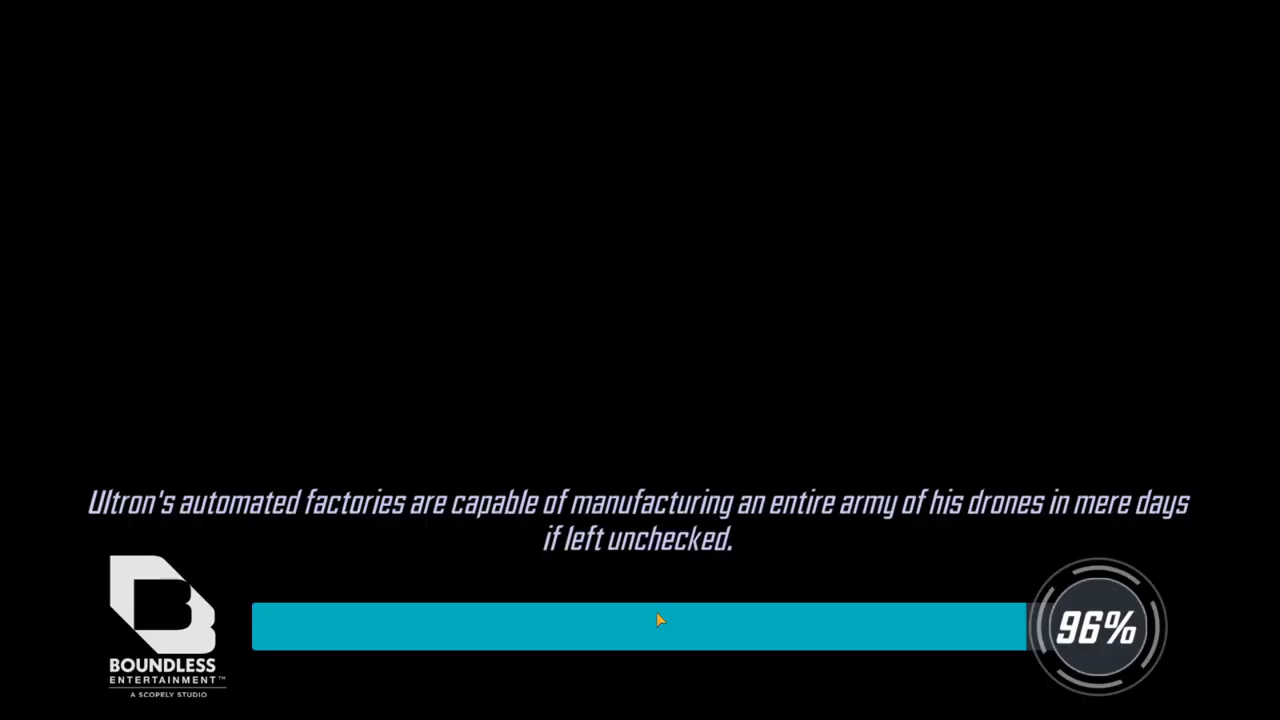 Ultron's automated factories are capable of manufacturing an entire army of his drones in mere days
if left unchecked.
96%
BOUNDLESS
ENTERTAINMENT™
A SCOPELY STUDIO